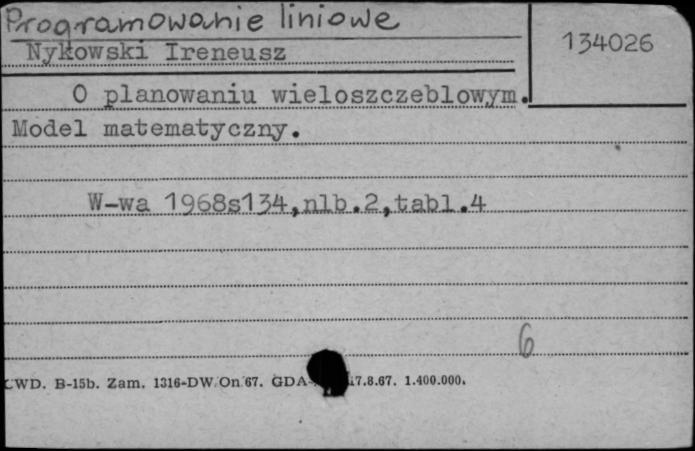 Programowanie liniowe
134026
Nykowski Ireneusz
O planowaniu wieloszczeblowym.
Model matematyczny.
W-wa 1968s134,nlb.2,tabl.4
6
CWD. B-15b. Zam. 1316-DW/On/67. GDA- 17.8.67. 1.400.000.